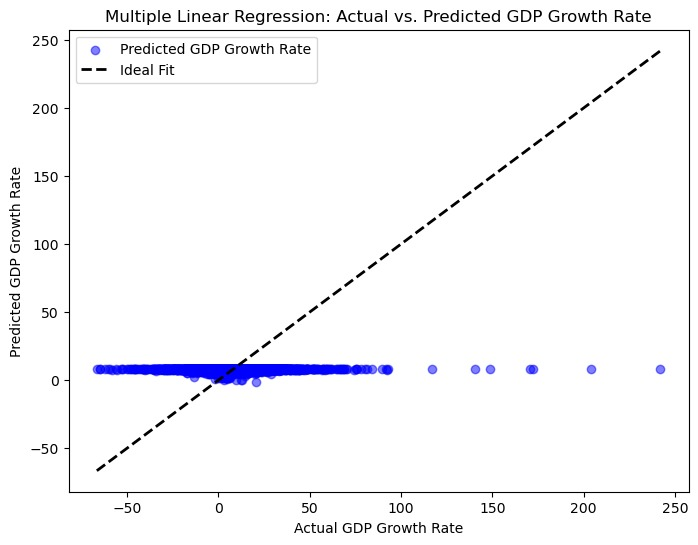 Multiple Linear Regression: Actual vs. Predicted GDP Growth Rate
Predicted GDP Growth Rate
Ideal Fit
Predicted GDP Growth Rate
250
200
150
100
50
0
−50
−50
0
50
100
150
200
250
Actual GDP Growth Rate